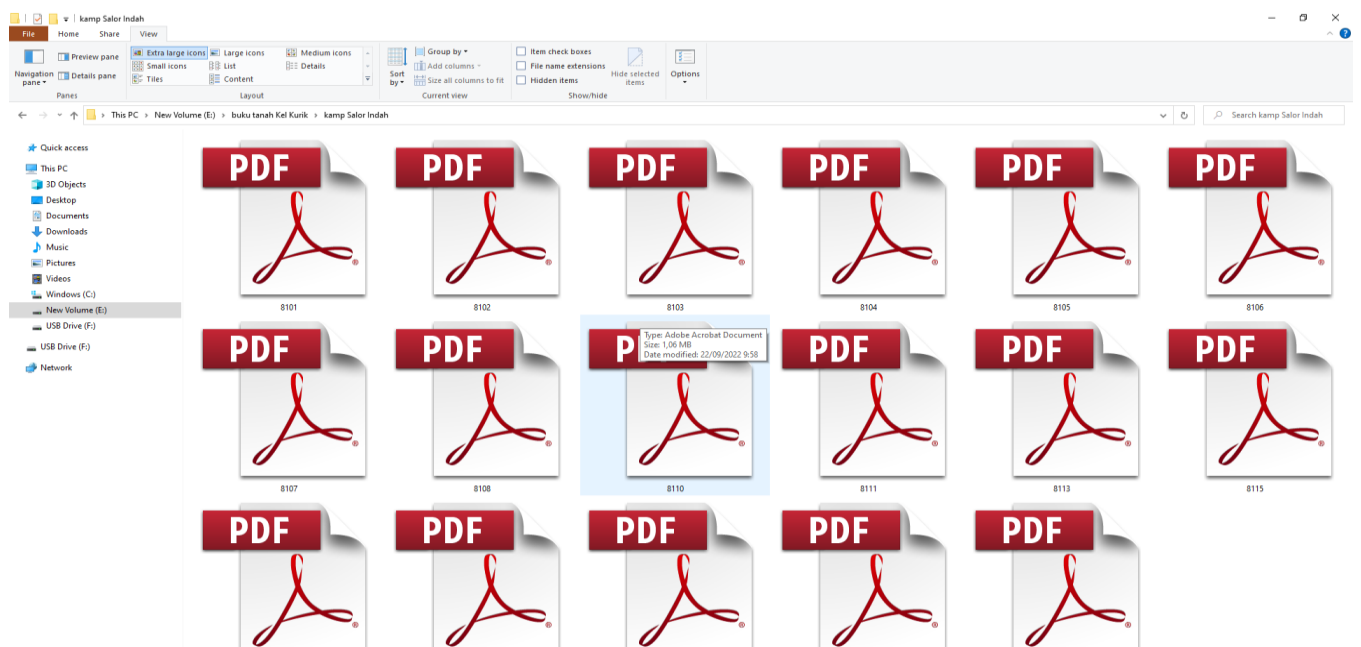 kamp Salor Indah
File Home Share View
Navigation pane
Preview pane
Details pane
Panes
Extra large icons Large icons Medium icons
Small icons List Details
Tiles Content
Layout
Sort by
Group by
Add columns
Size all columns to fit
Current view
Item check boxes
File name extensions
Hidden items
Hide selected items
Show/hide
Options
This PC New Volume (E:) buku tanah Kel Kurik kamp Salor Indah
Search kamp Salor Indah
Quick access
This PC
3D Objects
Desktop
Documents
Downloads
Music
Pictures
Videos
Windows (C:)
New Volume (E:)
USB Drive (F:)
USB Drive (F:)
Network
PDF PDF PDF PDF PDF PDF
8101 8102 8103 8104 8105 8106
PDF PDF P PDF PDF PDF
Type: Adobe Acrobat Document
Size: 1,06 MB
Date modified: 22/09/2022 9:58
8107 8108 8110 8111 8113 8115
PDF PDF PDF PDF PDF